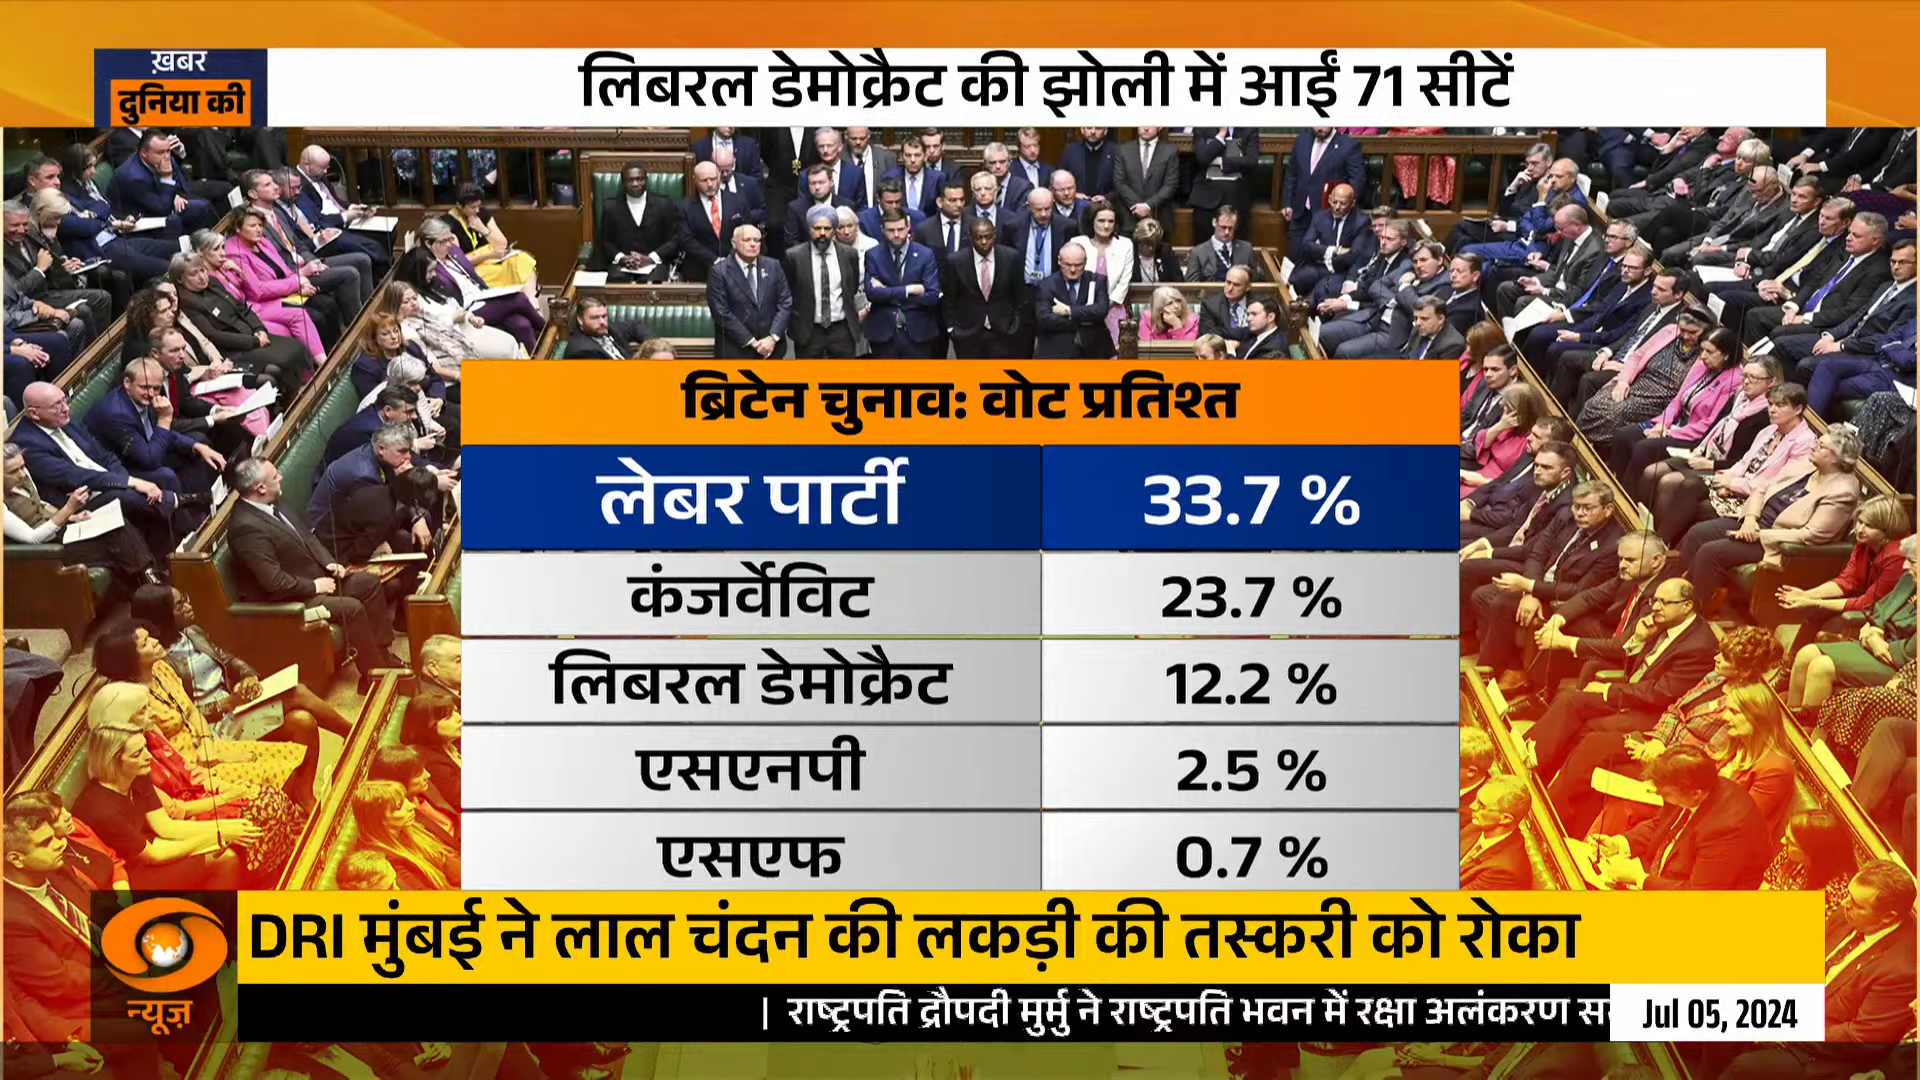 ख़बर
दुनिया की
लिबरल डेमोक्रैट की झोली में आईं 71 सीटें
ब्रिटेन चुनाव: वोट प्रतिश्त
लेबर पार्टी 33.7 %
कंजर्वेविट 23.7 %
लिबरल डेमोक्रैट 12.2 %
एसएनपी 2.5 %
एसएफ 0.7 %
DRI मुंबई ने लाल चंदन की लकड़ी की तस्करी को रोका
न्यूज़
| राष्ट्रपति द्रौपदी मुर्मु ने राष्ट्रपति भवन में रक्षा अलंकरण
Jul 05, 2024